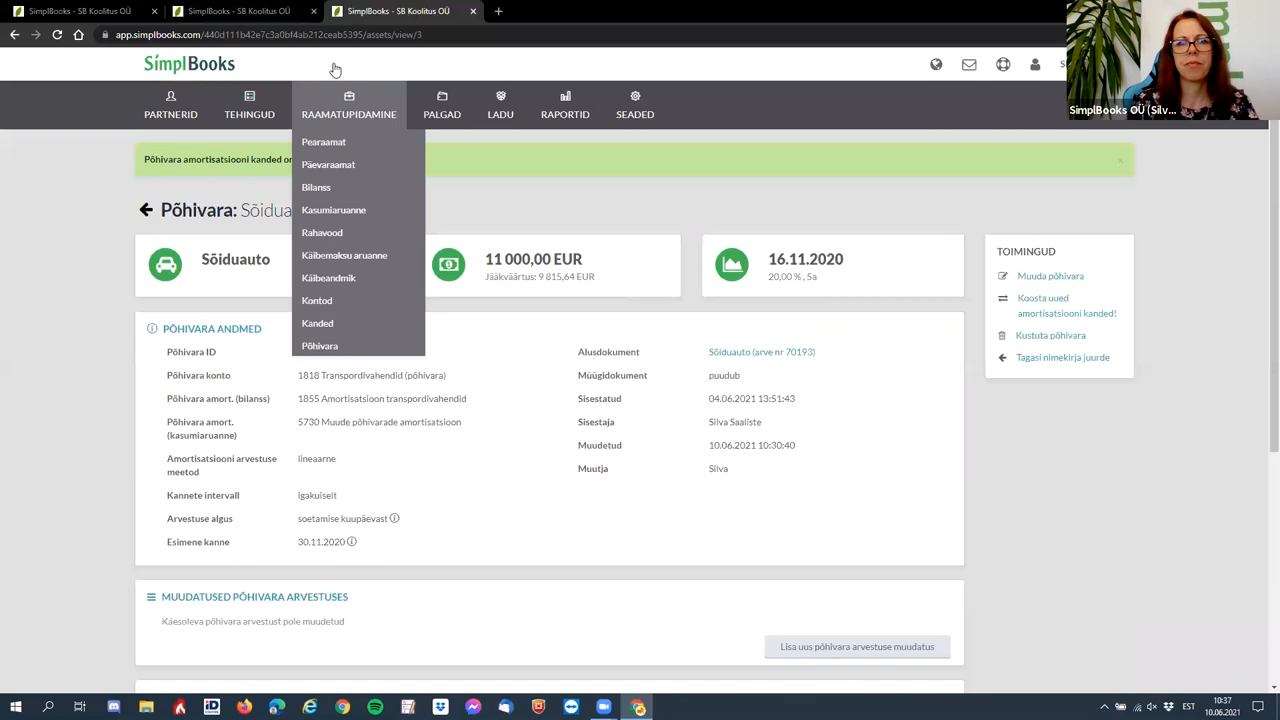 SB Koolitus OÜ - SimplBooks
SB Koolitus OÜ - SimplBooks
SB Koolitus OÜ - SimplBooks
app.simplbooks.com/440d111b42e7c3a0bf4ab212ceab5395/assets/view/3
SimplBooks
SimplBooks OÜ (Silv...
PARTNERID TEHINGUD RAAMATUPIDAMINE PALGAD LADU RAPORTID SEADED
Pearaamat
Päevaraamat
Bilanss
Kasumiaruanne
Rahavood
Käibemaksu aruanne
Käibeandmik
Kontod
Kanded
Põhivara
Põhivara amortisatsiooni kanded
Põhivara:
Sõiduauto
11 000,00 EUR
Jääkväärtus: 9 815,64 EUR
16.11.2020
20,00 % , 5a
TOIMINGUD
Muuda põhivara
Koosta uued
amortisatsiooni kanded!
Kustuta põhivara
Tagasi nimekirja juurde
PÕHIVARA ANDMED
Põhivara ID
Põhivara konto 1818 Transpordivahendid (põhivara)
Põhivara amort. (bilanss) 1855 Amortisatsioon transpordivahendid
Põhivara amort. 5730 Muude põhivarade amortisatsioon
(kasumiaruanne)
Amortisatsiooni arvestuse lineaarne
meetod
Kannete intervall igakuiselt
Arvestuse algus soetamise kuupäevast
Esimene kanne 30.11.2020
Alusdokument Sõiduauto (arve nr 70193)
Müügidokument puudub
Sisestatud 04.06.2021 13:51:43
Sisestaja Silva Saaliste
Muudetud 10.06.2021 10:30:40
Muutja Silva
MUUDATUSED PÕHIVARA ARVESTUSES
Käesoleva põhivara arvestust pole muudetud
Lisa uus põhivara arvestuse muudatus
EST
10:37
10.06.2021